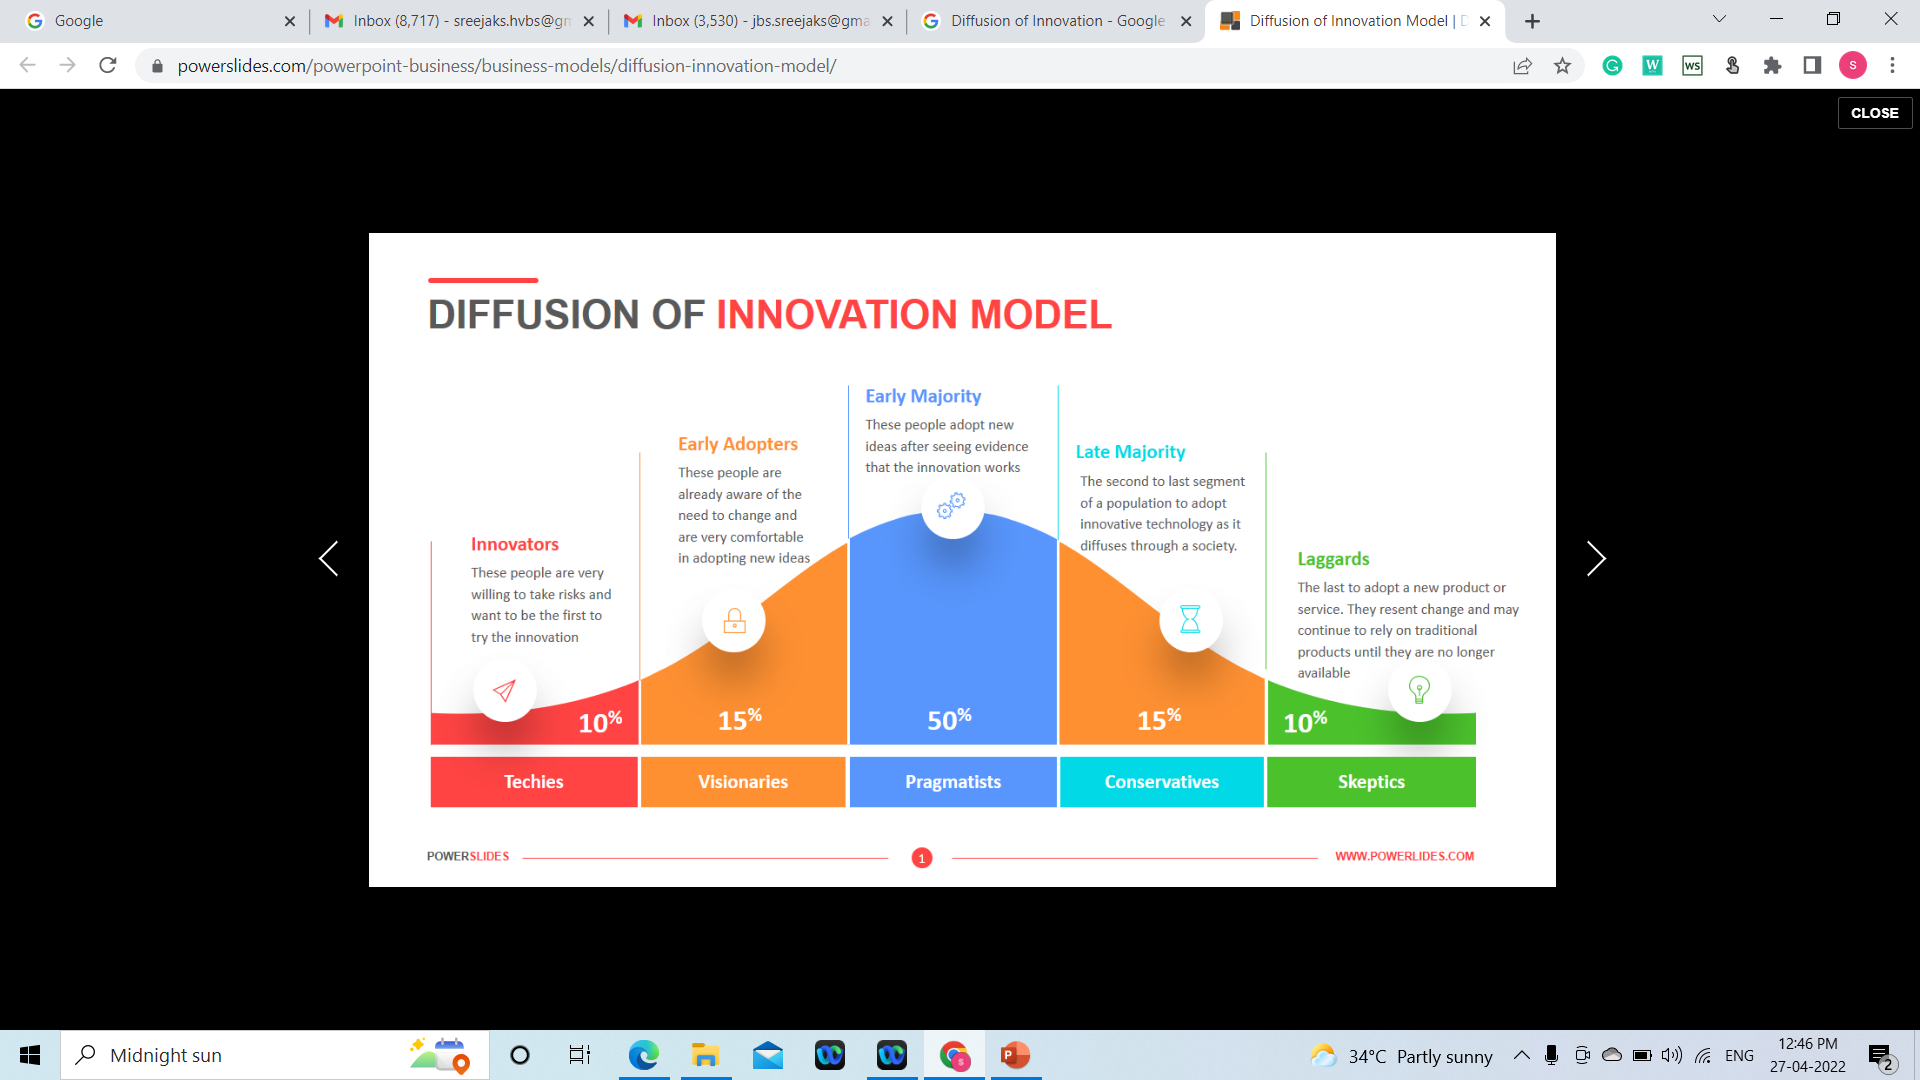 Google
Inbox (8,717) - sreejaks.hvbs@gm
Inbox (3,530) - jbs.sreejaks@gma
Diffusion of Innovation - Google
Diffusion of Innovation Model | D
powerslides.com/powerpoint-business/business-models/diffusion-innovation-model/
W
WS
S
CLOSE
DIFFUSION OF INNOVATION MODEL
Innovators
These people are very
willing to take risks and
want to be the first to
try the innovation
Early Adopters
These people are
already aware of the
need to change and
are very comfortable
in adopting new ideas
Early Majority
These people adopt new
ideas after seeing evidence
that the innovation works
Late Majority
The second to last segment
of a population to adopt
innovative technology as it
diffuses through a society.
Laggards
The last to adopt a new product or
service. They resent change and may
continue to rely on traditional
products until they are no longer
available
10% 15% 50% 15% 10%
Techies Visionaries Pragmatists Conservatives Skeptics
POWERSLIDES 1 WWW.POWERLIDES.COM
Midnight sun
34°C Partly sunny
ENG
12:46 PM
27-04-2022
2